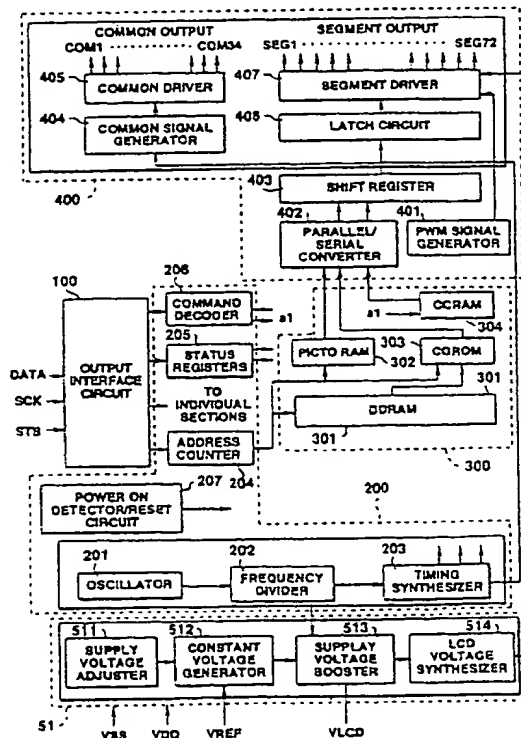 COMMON OUTPUT SEGMENT OUTPUT
COM1 COM34 SEG1 SEG72
405 407
COMMON DRIVER SEGMENT DRIVER
404 408
COMMON SIGNAL GENERATOR LATCH CIRCUIT
400 403
SHIFT REGISTER
402 401
PARALLEL/ SERIAL CONVERTER PWM SIGNAL GENERATOR
100 206
COMMAND DECODER a1
a1 CGRAM
304
205
STATUS REGISTERS
303
PICTO RAM CGROM
302
DATA
SCK
STB
OUTPUT INTERFACE CIRCUIT
TO INDIVIDUAL SECTIONS
301
DDRAM
301
ADDRESS COUNTER
204
300
207
POWER ON DETECTOR/RESET CIRCUIT
200
201 202 203
OSCILLATOR FREQUENCY DIVIDER TIMING SYNTHESIZER
511 512 513 514
SUPPLY VOLTAGE ADJUSTER CONSTANT VOLTAGE GENERATOR SUPPLAY VOLTAGE BOOSTER LCD VOLTAGE SYNTHESIZER
51
VSS VDD VREF VLCD